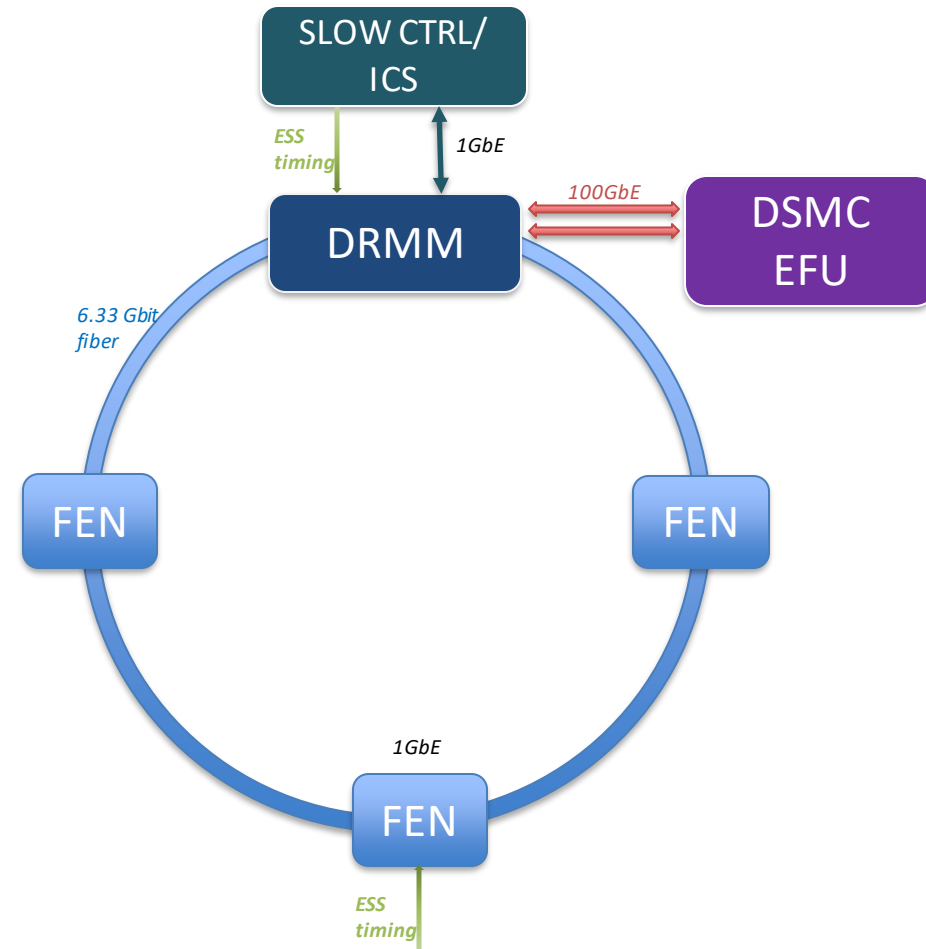 SLOW CTRL/
ICS
ESS
timing
1GbE
100GbE
DRMM
DSMC
EFU
6.33 Gbit
fiber
FEN
FEN
1GbE
FEN
ESS
timing